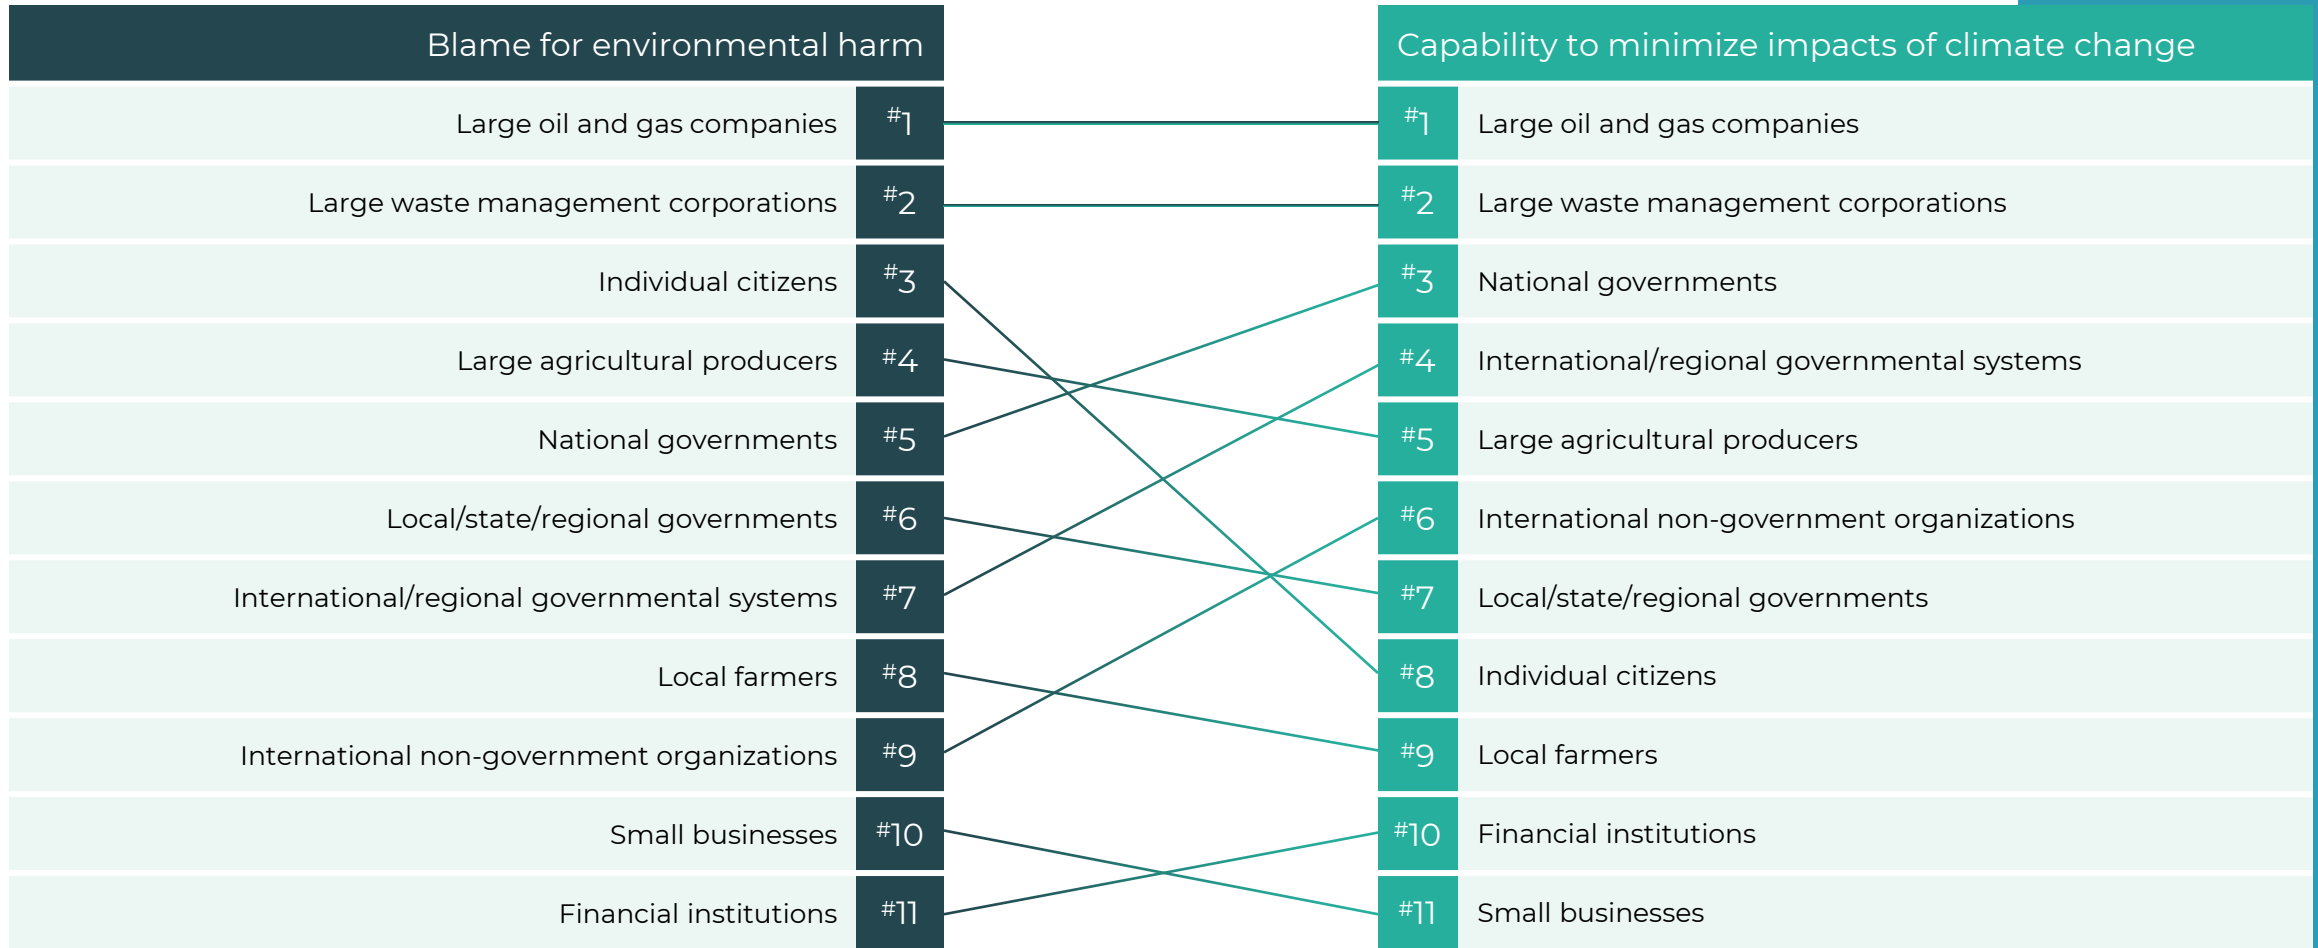 Blame for environmental harm
Large oil and gas companies #1
Large waste management corporations #2
Individual citizens #3
Large agricultural producers #4
National governments #5
Local/state/regional governments #6
International/regional governmental systems #7
Local farmers #8
International non-government organizations #9
Small businesses #10
Financial institutions #11
Capability to minimize impacts of climate change
#1 Large oil and gas companies
#2 Large waste management corporations
#3 National governments
#4 International/regional governmental systems
#5 Large agricultural producers
#6 International non-government organizations
#7 Local/state/regional governments
#8 Individual citizens
#9 Local farmers
#10 Financial institutions
#11 Small businesses